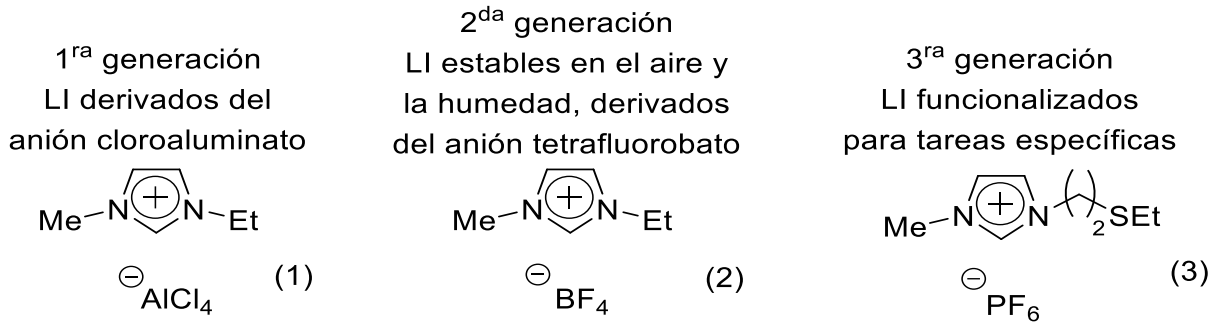 1ra generación
LI derivados del
anión cloroaluminato
Me N + N Et
⊖
AlCl4
(1)
2da generación
LI estables en el aire y
la humedad, derivados
del anión tetrafluorobato
Me N + N Et
⊖
BF4
(2)
3ra generación
LI funcionalizados
para tareas específicas
Me N + N ( )2 SEt
⊖
PF6
(3)